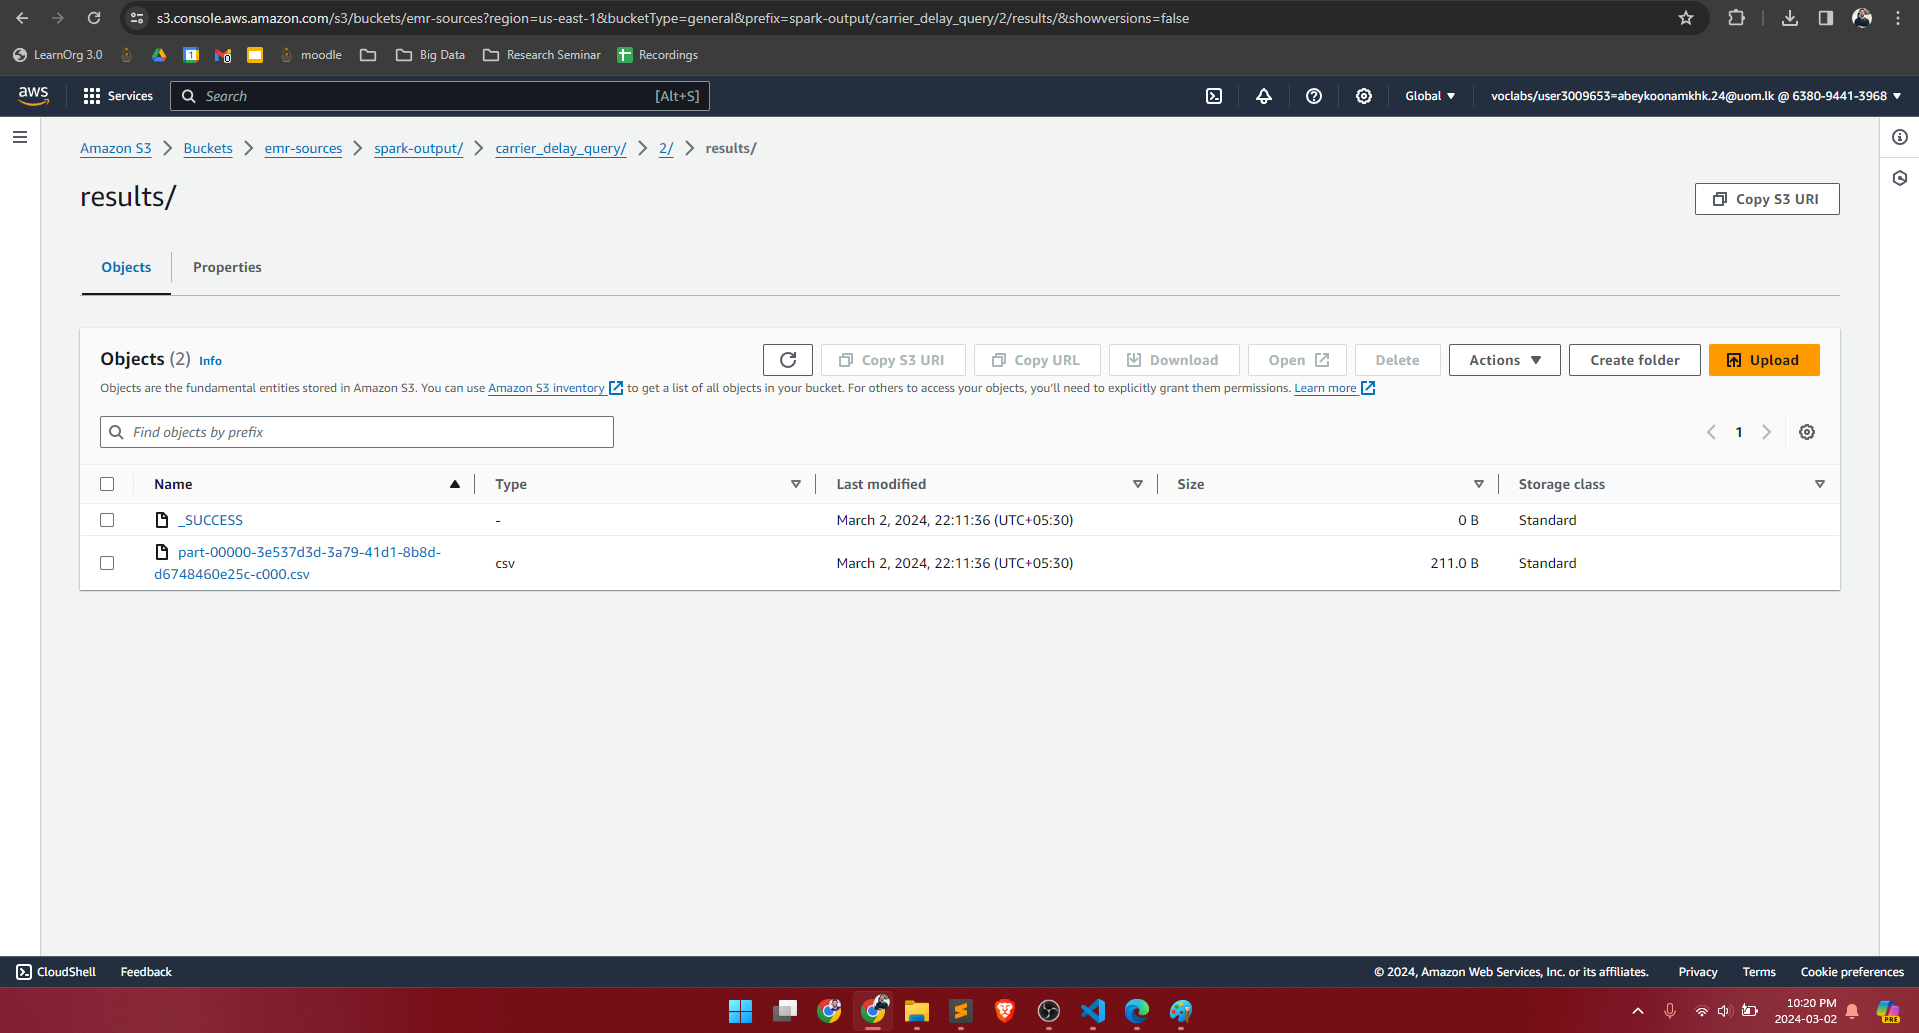 s3.console.aws.amazon.com/s3/buckets/emr-sources?region=us-east-1&bucketType=general&prefix=spark-output/carrier_delay_query/2/results/&showversions=false
LearnOrg 3.0 moodle Big Data Research Seminar Recordings
aws Services Search [Alt+S] Global voclabs/user3009653=abeykoonamkhk.24@uom.lk @ 6380-9441-3968
Amazon S3 Buckets emr-sources spark-output/ carrier_delay_query/ 2/ results/
results/
Copy S3 URI
Objects Properties
Objects (2) Info Copy S3 URI Copy URL Download Open Delete Actions Create folder Upload
Objects are the fundamental entities stored in Amazon S3. You can use Amazon S3 inventory to get a list of all objects in your bucket. For others to access your objects, you'll need to explicitly grant them permissions. Learn more
Find objects by prefix 1
Name Type Last modified Size Storage class
_SUCCESS - March 2, 2024, 22:11:36 (UTC+05:30) 0 B Standard
part-00000-3e537d3d-3a79-41d1-8b8d-
d6748460e25c-c000.csv csv March 2, 2024, 22:11:36 (UTC+05:30) 211.0 B Standard
CloudShell Feedback © 2024, Amazon Web Services, Inc. or its affiliates. Privacy Terms Cookie preferences
10:20 PM
2024-03-02
PRE